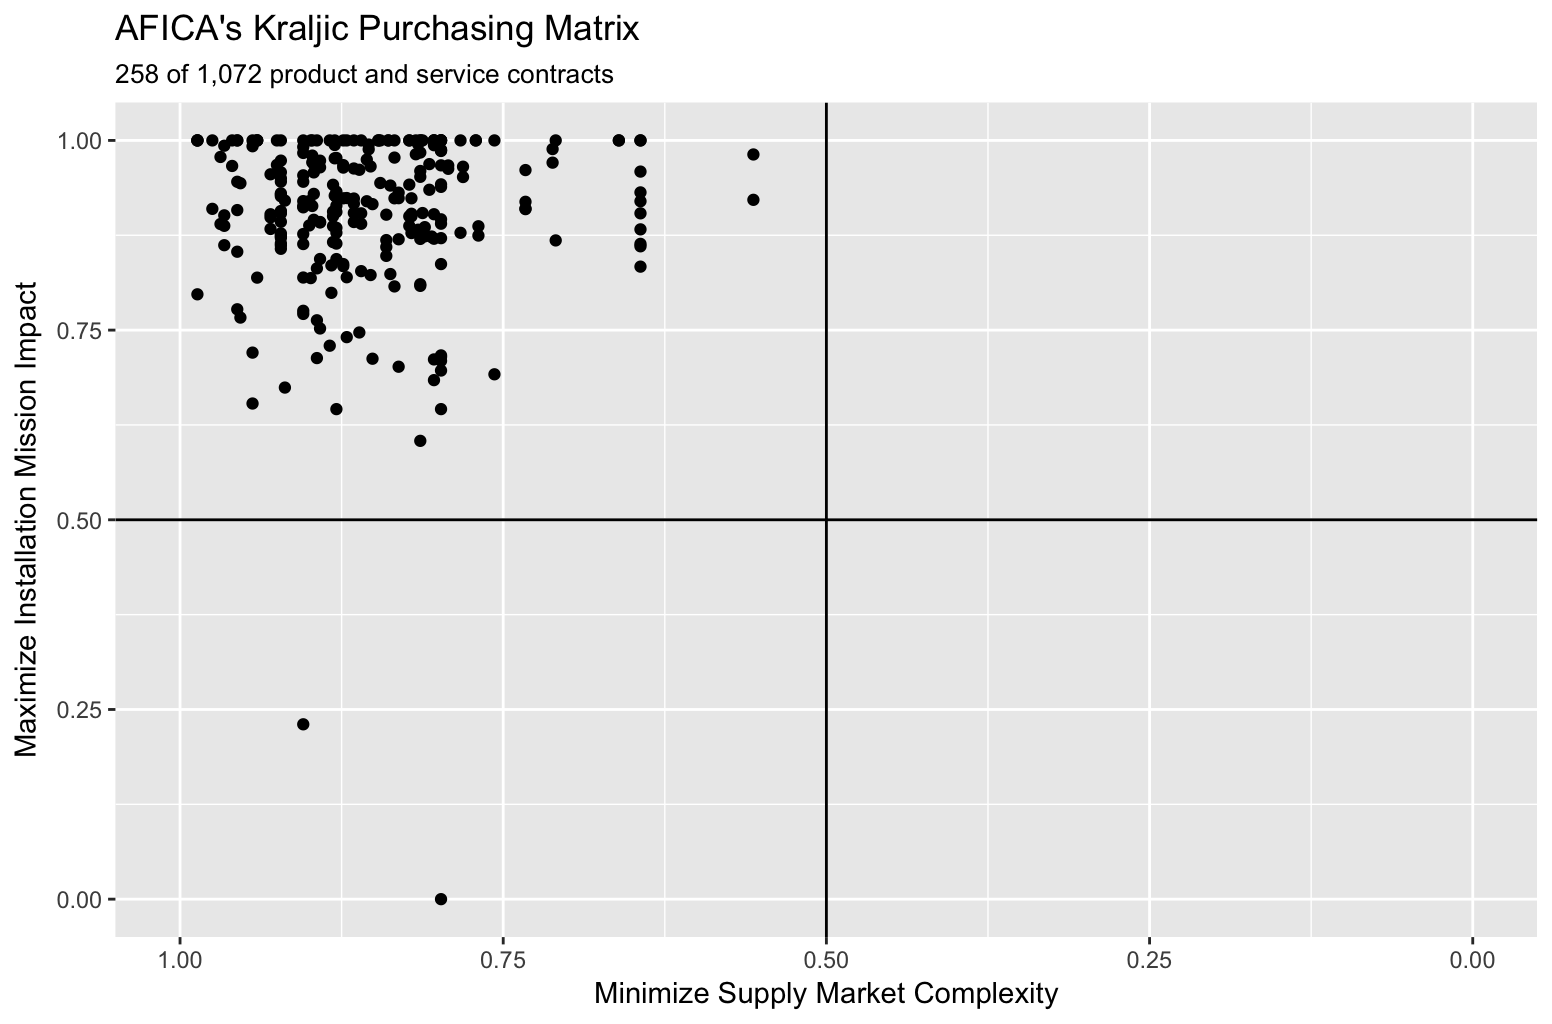 AFICA's Kraljic Purchasing Matrix
258 of 1,072 product and service contracts
Maximize Installation Mission Impact
1.00
0.75
0.50
0.25
0.00
1.00 0.75 0.50 0.25 0.00
Minimize Supply Market Complexity